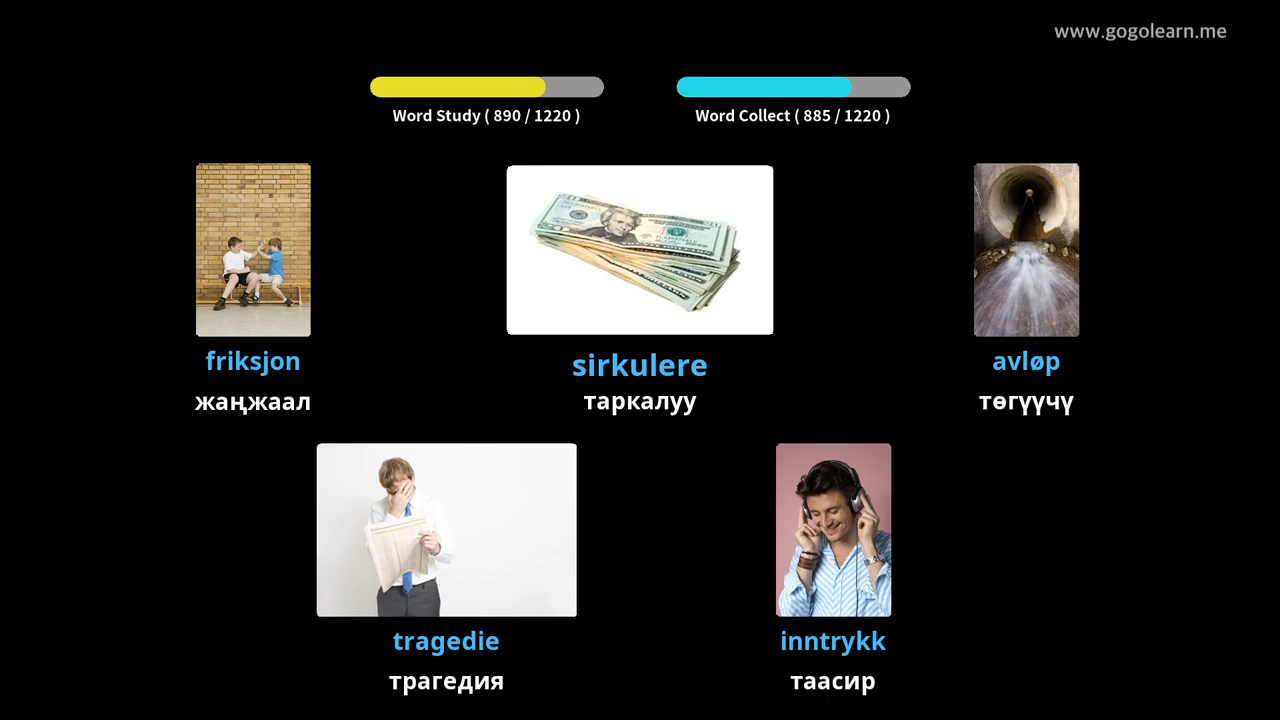 www.gogolearn.me
Word Study ( 890 / 1220 )
Word Collect ( 885 / 1220 )
friksjon
жаңжаал
sirkulere
таркалуу
avløp
төгүүчү
tragedie
трагедия
inntrykk
таасир